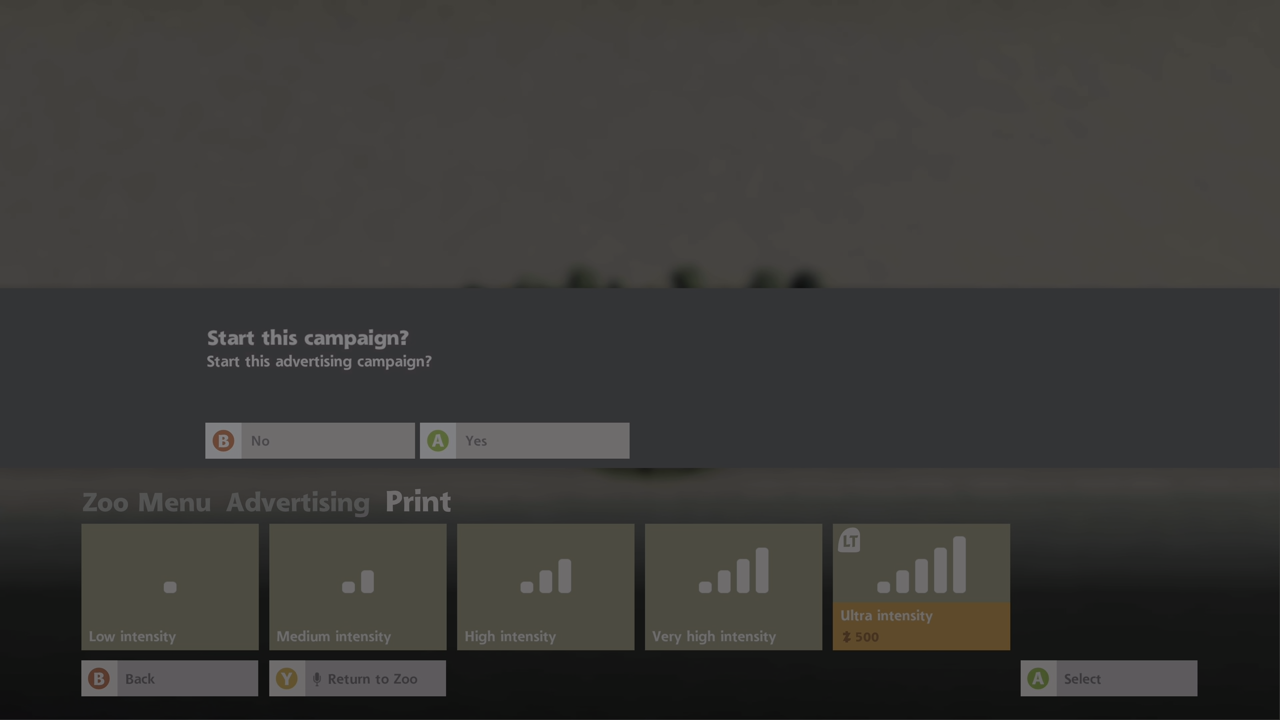 Start this campaign?
Start this advertising campaign?
B No
A Yes
Zoo Menu Advertising Print
LT
Low intensity
Medium intensity
High intensity
Very high intensity
Ultra intensity
500
B Back
Y Return to Zoo
A Select